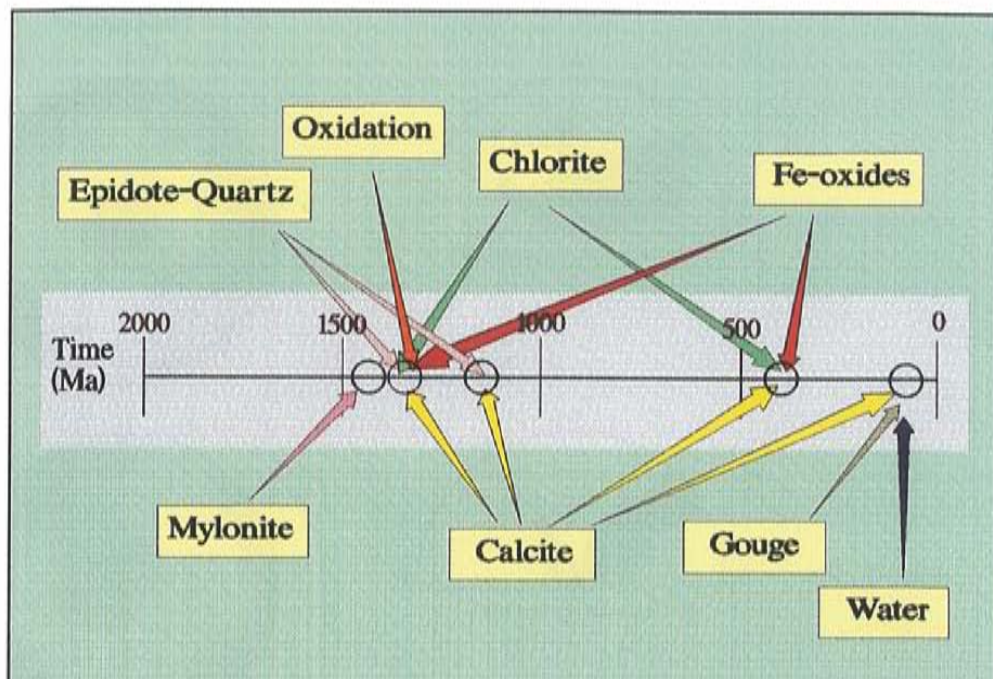 Oxidation
Chlorite
Fe-oxides
Epidote-Quartz
2000 1500 1000 500 0
Time
(Ma)
Mylonite
Calcite
Gouge
Water